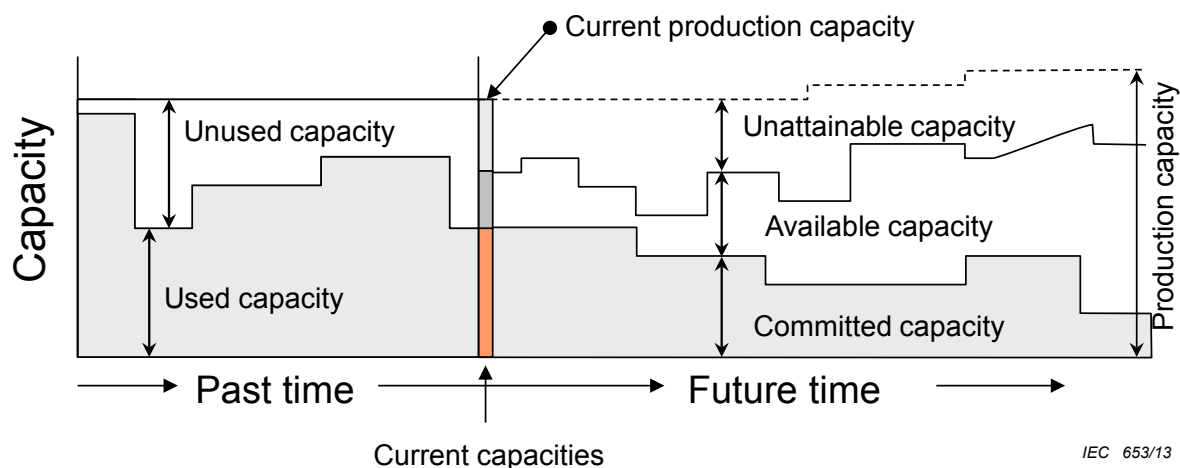 Current production capacity
Capacity
Unused capacity
Used capacity
Unattainable capacity
Available capacity
Committed capacity
Production capacity
Past time
Future time
Current capacities
IEC 653/13